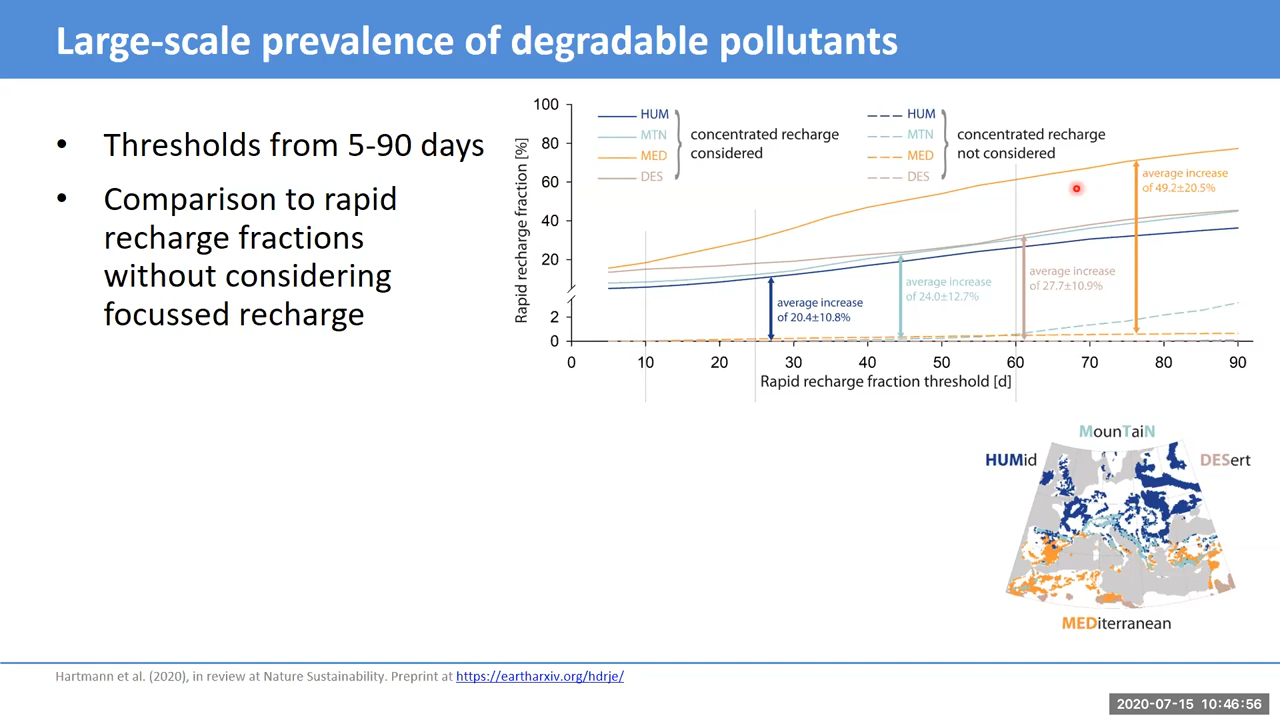 Large-scale prevalence of degradable pollutants
• Thresholds from 5-90 days
• Comparison to rapid
recharge fractions
without considering
focussed recharge
Rapid recharge fraction [%]
100
80
60
40
20
2
0
HUM
MTN
MED
DES
concentrated recharge
considered
HUM
MTN
MED
DES
concentrated recharge
not considered
average increase
of 49.2±20.5%
average increase
of 27.7±10.9%
average increase
of 24.0±12.7%
average increase
of 20.4±10.8%
0 10 20 30 40 50 60 70 80 90
Rapid recharge fraction threshold [d]
MounTaiN
HUMid
DESert
MEDiterranean
Hartmann et al. (2020), in review at Nature Sustainability. Preprint at https://eartharxiv.org/hdrje/
2020-07-15 10:46:56